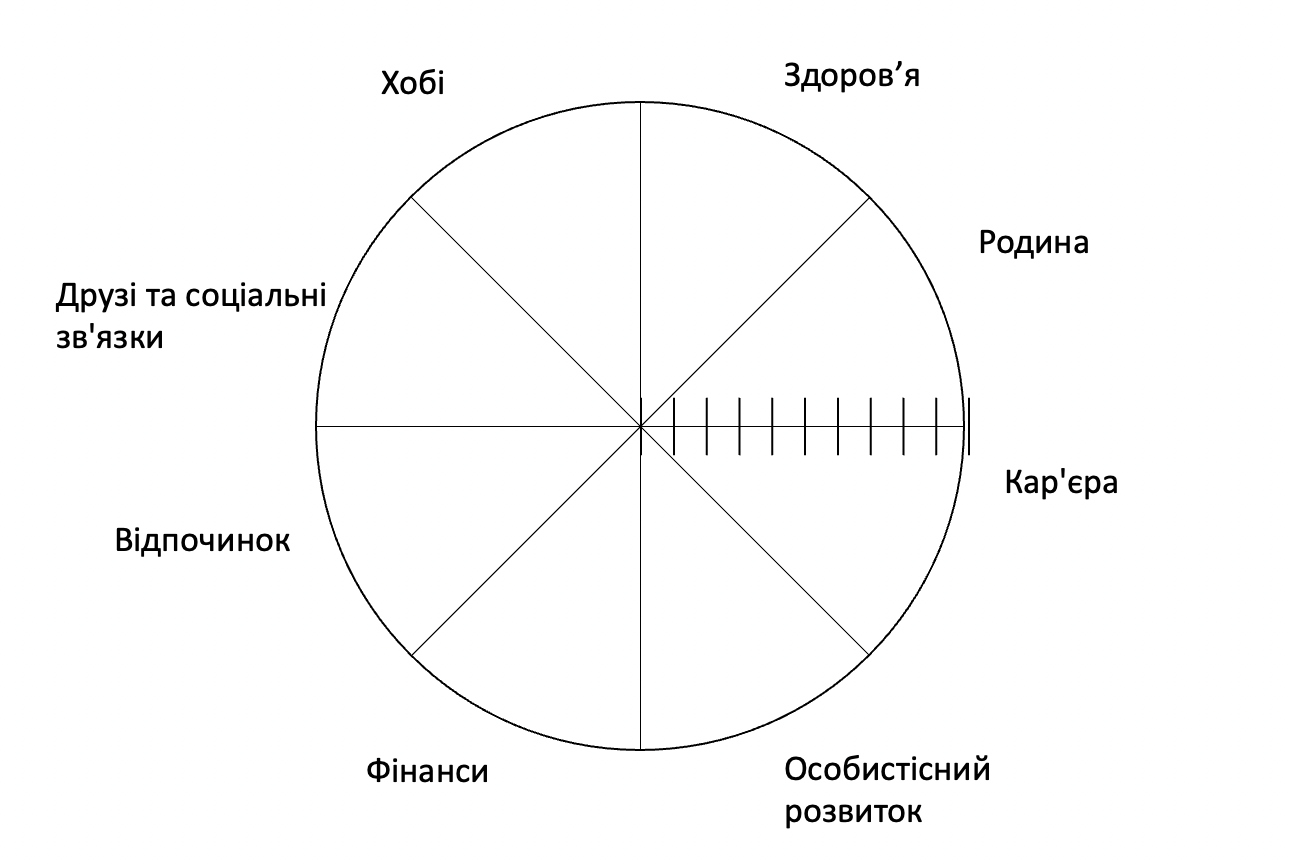 Хобі
Здоров’я
Родина
Друзі та соціальні
зв'язки
Кар'єра
Відпочинок
Фінанси
Особистісний
розвиток